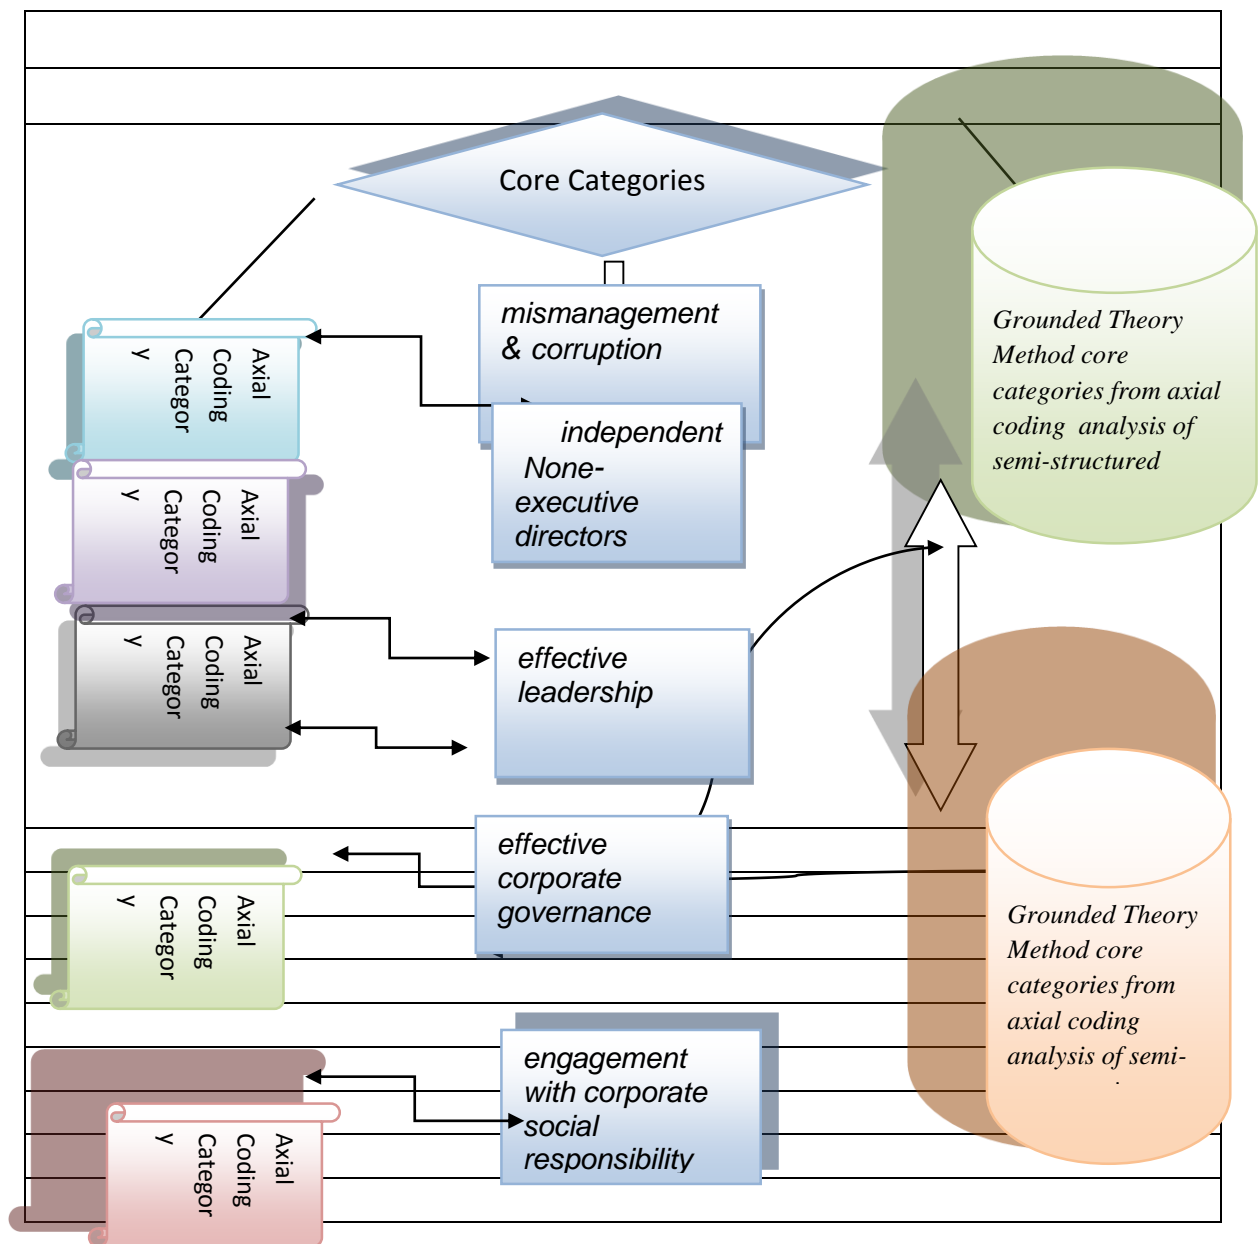 Core Categories
mismanagement
& corruption
independent
None-
executive
directors
effective
leadership
effective
corporate
governance
engagement
with corporate
social
responsibility
Axial
Coding
Categor
y
Axial
Coding
Categor
y
Axial
Coding
Categor
y
Axial
Coding
Categor
y
Axial
Coding
Categor
y
Grounded Theory
Method core
categories from axial
coding analysis of
semi-structured
Grounded Theory
Method core
categories from
axial coding
analysis of semi-